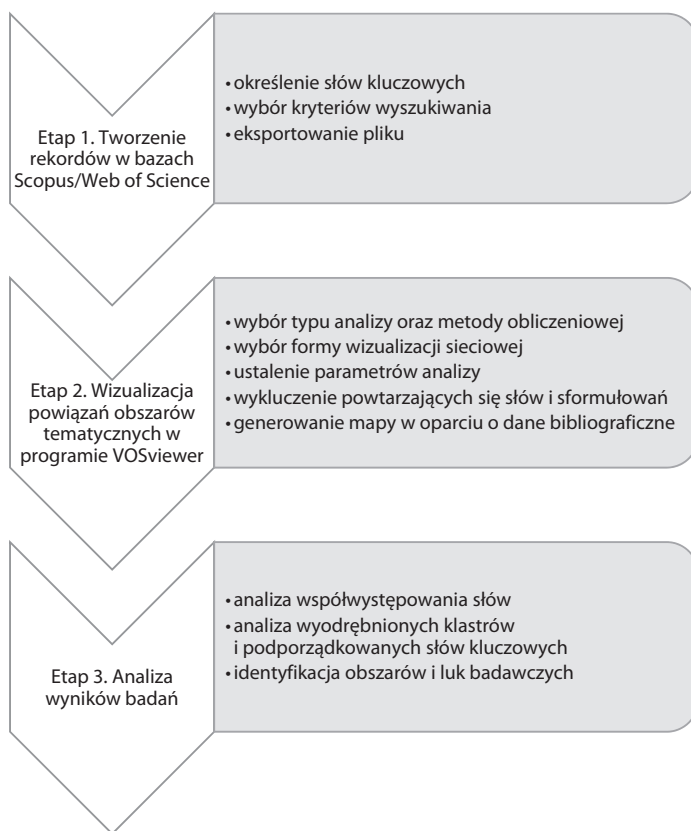 Etap 1. Tworzenie
rekordów w bazach
Scopus/Web of Science
• określenie słów kluczowych
• wybór kryteriów wyszukiwania
• eksportowanie pliku
Etap 2. Wizualizacja
powiązań obszarów
tematycznych w
programie VOSviewer
• wybór typu analizy oraz metody obliczeniowej
• wybór formy wizualizacji sieciowej
• ustalenie parametrów analizy
• wykluczenie powtarzających się słów i sformułowań
• generowanie mapy w oparciu o dane bibliograficzne
Etap 3. Analiza
wyników badań
• analiza współwystępowania słów
• analiza wyodrębnionych klastrów
i podporządkowanych słów kluczowych
• identyfikacja obszarów i luk badawczych